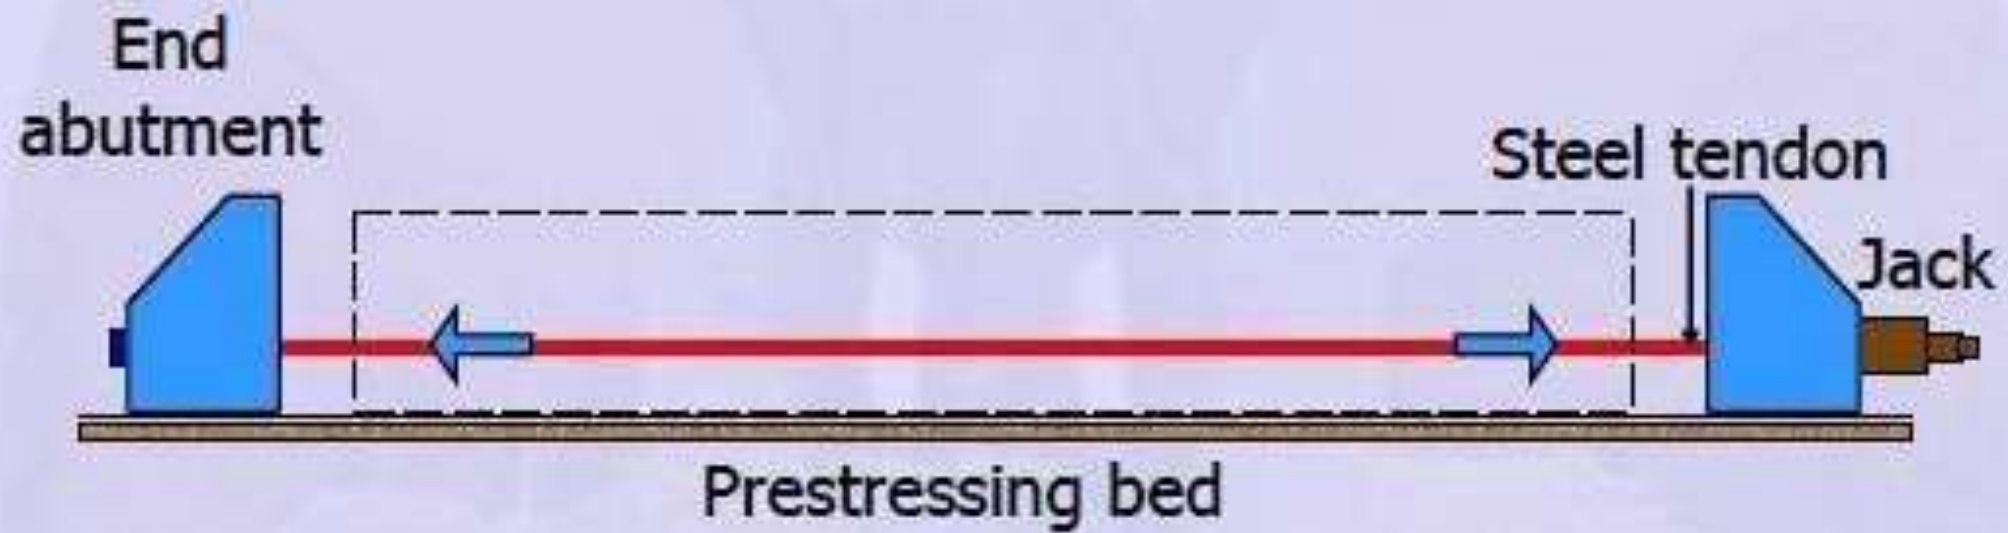 End
abutment
Steel tendon
Jack
Prestressing bed